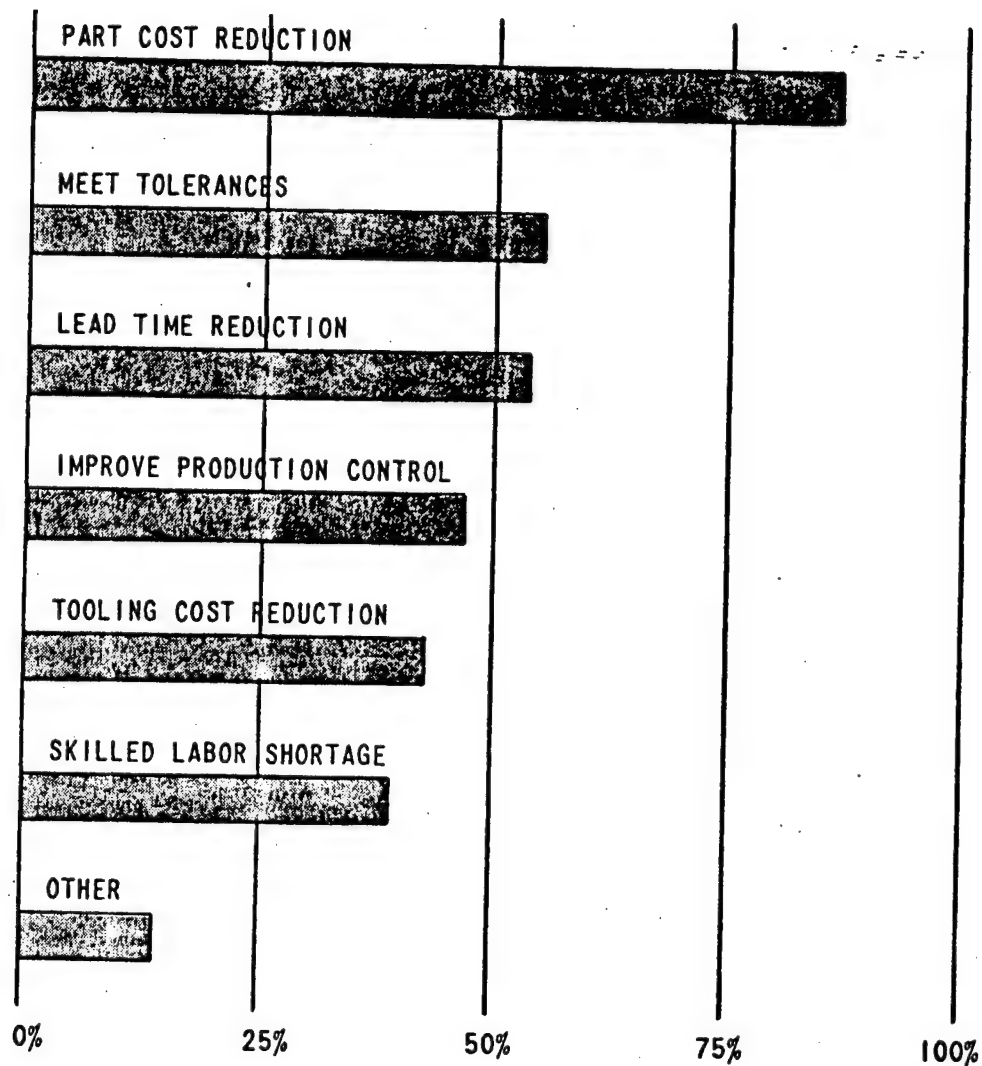 PART COST REDUCTION
MEET TOLERANCES
LEAD TIME REDUCTION
IMPROVE PRODUCTION CONTROL
TOOLING COST REDUCTION
SKILLED LABOR SHORTAGE
OTHER
0% 25% 50% 75% 100%